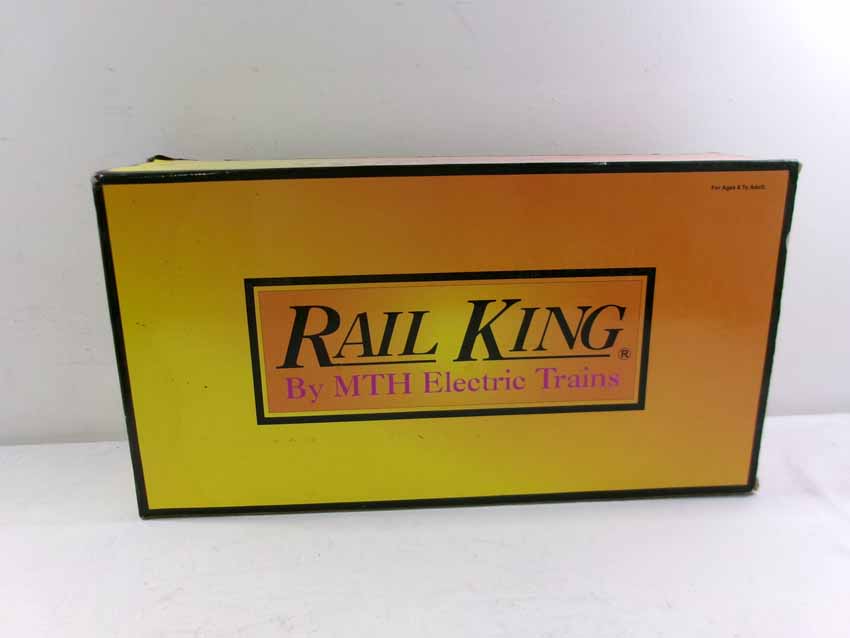 For Ages 8 To Adult.
RAIL KING®
By MTH Electric Trains